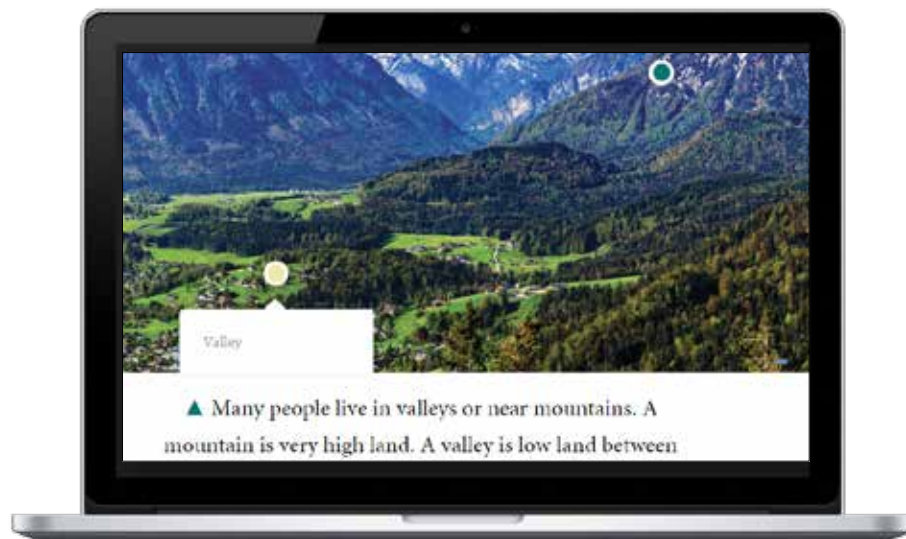 Valley
▲ Many people live in valleys or near mountains. A
mountain is very high land. A valley is low land between